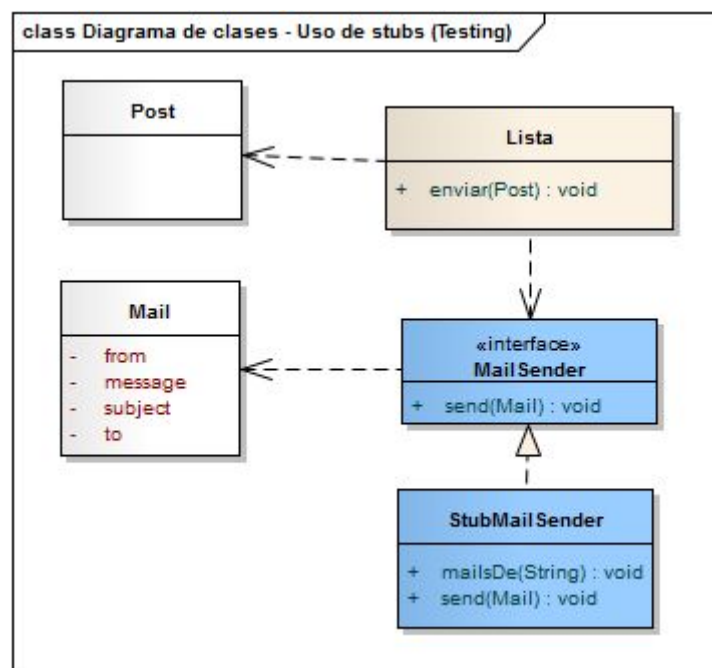 class Diagrama de clases - Uso de stubs (Testing)
Post
Lista
+ enviar(Post) : void
Mail
- from
- message
- subject
- to
«interface»
MailSender
+ send(Mail) : void
StubMailSender
+ mailsDe(String) : void
+ send(Mail) : void